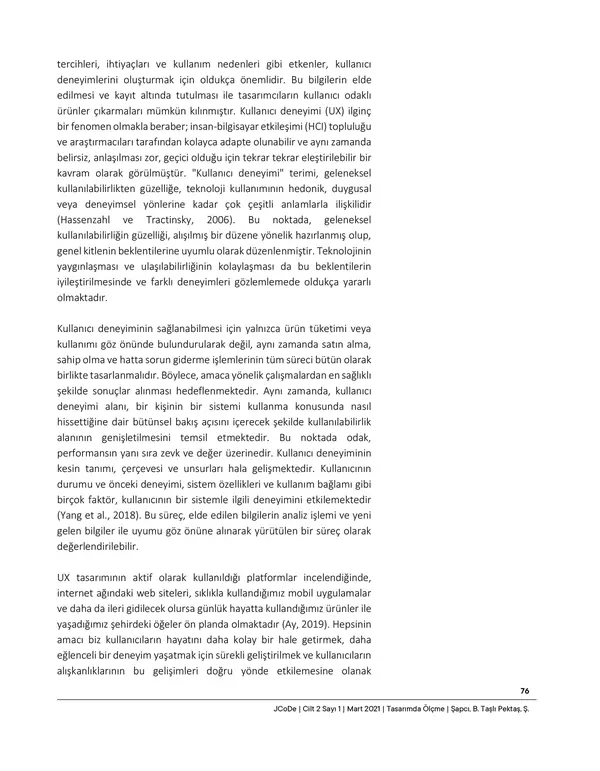 tercihleri, ihtiyaçları ve kullanım nedenleri gibi etkenler, kullanıcı
deneyimlerini oluşturmak için oldukça önemlidir. Bu bilgilerin elde
edilmesi ve kayıt altında tutulması ile tasarımcıların kullanıcı odaklı
ürünler çıkarmaları mümkün kılınmıştır. Kullanıcı deneyimi (UX) ilginç
bir fenomen olmakla beraber; insan-bilgisayar etkileşimi (HCI) topluluğu
ve araştırmacıları tarafından kolayca adapte olunabilir ve aynı zamanda
belirsiz, anlaşılması zor, geçici olduğu için tekrar tekrar eleştirilebilir bir
kavram olarak görülmüştür. "Kullanıcı deneyimi" terimi, geleneksel
kullanılabilirlikten güzelliğe, teknoloji kullanımının hedonik, duygusal
veya deneyimsel yönlerine kadar çok çeşitli anlamlarla ilişkilidir
(Hassenzahl ve Tractinsky, 2006). Bu noktada, geleneksel
kullanılabilirliğin güzelliği, alışılmış bir düzene yönelik hazırlanmış olup,
genel kitlenin beklentilerine uyumlu olarak düzenlenmiştir. Teknolojinin
yaygınlaşması ve ulaşılabilirliğinin kolaylaşması da bu beklentilerin
iyileştirilmesinde ve farklı deneyimleri gözlemlemede oldukça yararlı
olmaktadır.
Kullanıcı deneyiminin sağlanabilmesi için yalnızca ürün tüketimi veya
kullanımı göz önünde bulundurularak değil, aynı zamanda satın alma,
sahip olma ve hatta sorun giderme işlemlerinin tüm süreci bütün olarak
birlikte tasarlanmalıdır. Böylece, amaca yönelik çalışmalardan en sağlıklı
şekilde sonuçlar alınması hedeflenmektedir. Aynı zamanda, kullanıcı
deneyimi alanı, bir kişinin bir sistemi kullanma konusunda nasıl
hissettiğine dair bütünsel bakış açısını içerecek şekilde kullanılabilirlik
alanının genişletilmesini temsil etmektedir. Bu noktada odak,
performansın yanı sıra zevk ve değer üzerinedir. Kullanıcı deneyiminin
kesin tanımı, çerçevesi ve unsurları hala gelişmektedir. Kullanıcının
durumu ve önceki deneyimi, sistem özellikleri ve kullanım bağlamı gibi
birçok faktör, kullanıcının bir sistemle ilgili deneyimini etkilemektedir
(Yang et al., 2018). Bu süreç, elde edilen bilgilerin analiz işlemi ve yeni
gelen bilgiler ile uyumu göz önüne alınarak yürütülen bir süreç olarak
değerlendirilebilir.
UX tasarımının aktif olarak kullanıldığı platformlar incelendiğinde,
internet ağındaki web siteleri, sıklıkla kullandığımız mobil uygulamalar
ve daha da ileri gidilecek olursa günlük hayatta kullandığımız ürünler ile
yaşadığımız şehirdeki öğeler ön planda olmaktadır (Ay, 2019). Hepsinin
amacı biz kullanıcıların hayatını daha kolay bir hale getirmek, daha
eğlenceli bir deneyim yaşatmak için sürekli geliştirilmek ve kullanıcıların
alışkanlıklarının bu gelişimleri doğru yönde etkilemesine olanak
76
JCoDe | Cilt 2 Sayı 1 | Mart 2021 | Tasarımda Ölçme | Şapcı, B. Taşlı Pektaş, Ş.